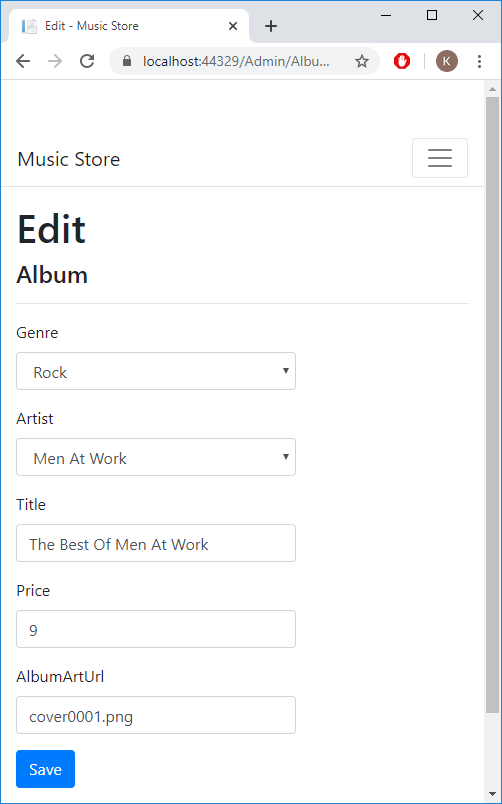 Edit - Music Store
localhost:44329/Admin/Albu...
K
Music Store
Edit
Album
Genre
Rock
Artist
Men At Work
Title
The Best Of Men At Work
Price
9
AlbumArtUrl
cover0001.png
Save